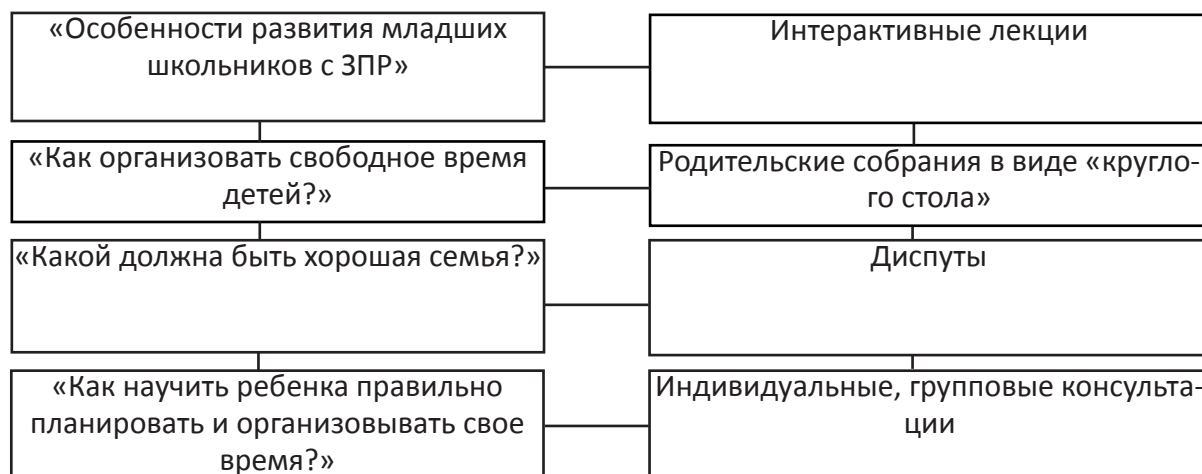 «Особенности развития младших
школьников с ЗПР»
Интерактивные лекции
«Как организовать свободное время
детей?»
Родительские собрания в виде «кругло-
го стола»
«Какой должна быть хорошая семья?»
Диспуты
«Как научить ребенка правильно
планировать и организовывать свое
время?»
Индивидуальные, групповые консульта-
ции